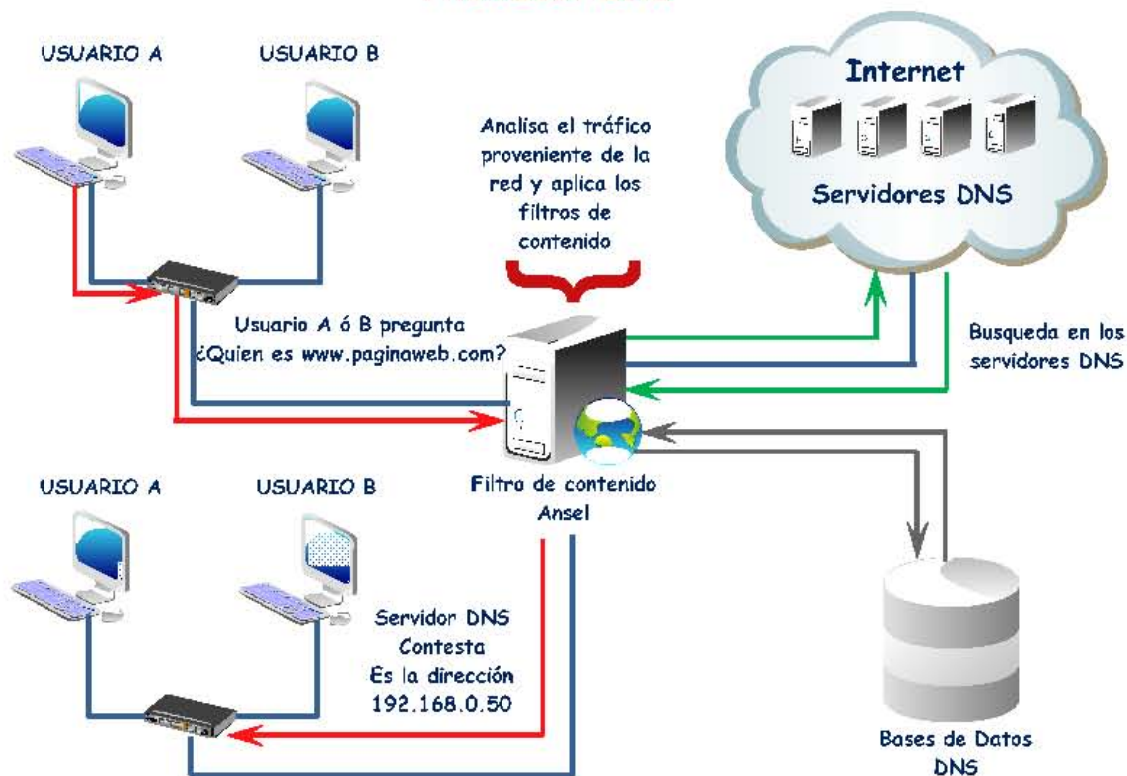 USUARIO A
USUARIO B
Internet
Servidores DNS
Analisa el tráfico
proveniente de la
red y aplica los
filtros de
contenido
Usuario A ó B pregunta
¿Quien es www.paginaweb.com?
Busqueda en los
servidores DNS
Filtro de contenido
Ansel
USUARIO A
USUARIO B
Servidor DNS
Contesta
Es la dirección
192.168.0.50
Bases de Datos
DNS